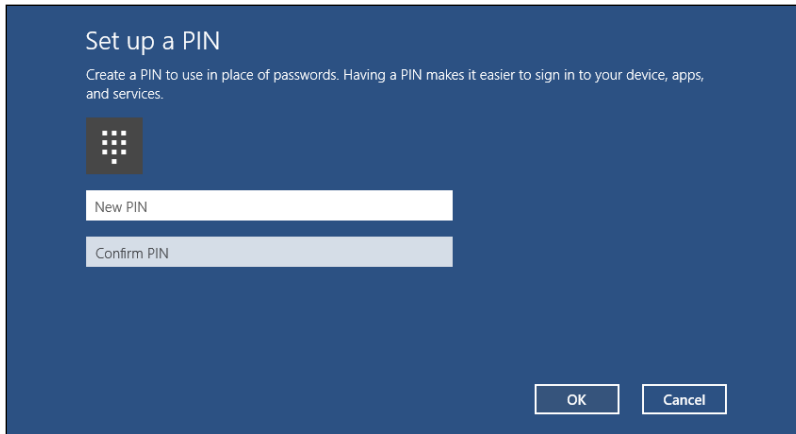 Set up a PIN
Create a PIN to use in place of passwords. Having a PIN makes it easier to sign in to your device, apps,
and services.
New PIN
Confirm PIN
OK
Cancel